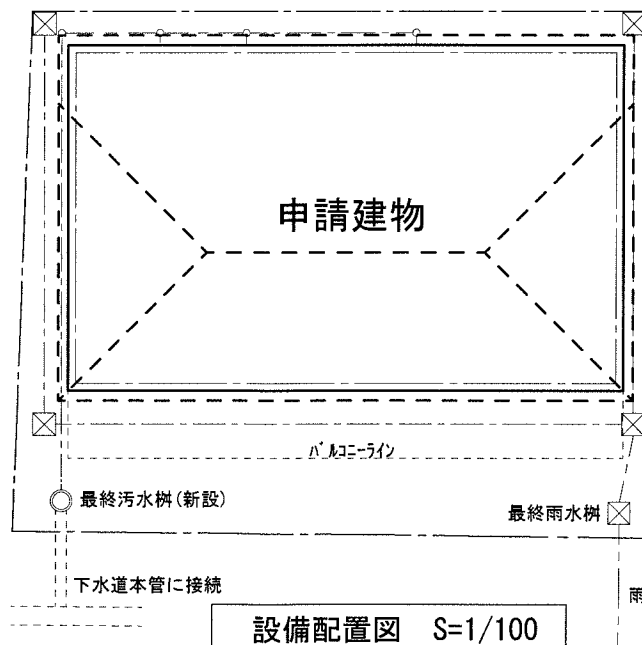 申請建物
バルコニーライン
最終汚水桝(新設)
最終雨水桝
下水道本管に接続
雨
設備配置図 S=1/100